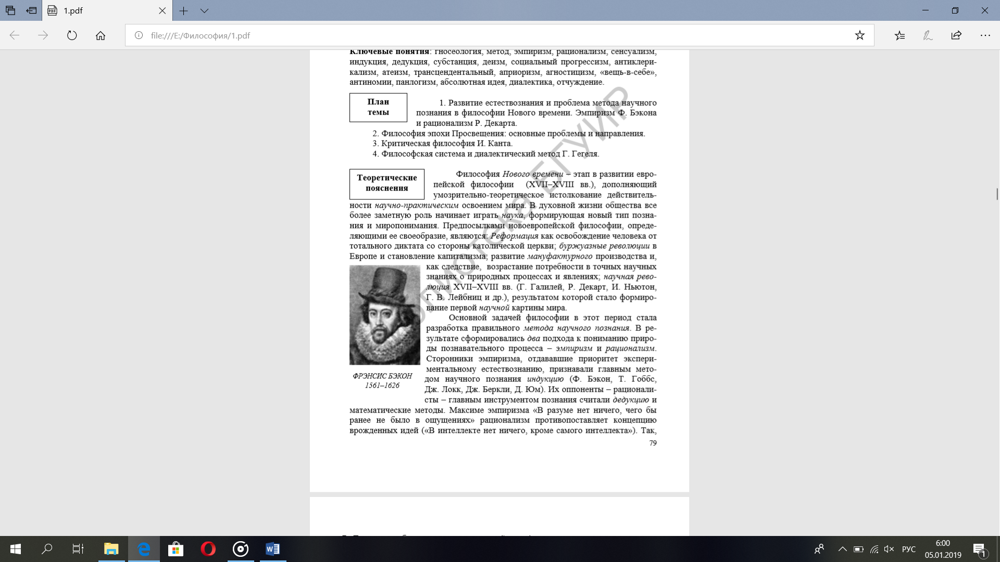 1.pdf
file:///E:/Философия/1.pdf
Ключевые понятия: гносеология, метод, эмпиризм, рационализм, сенсуализм,
индукция, дедукция, субстанция, деизм, социальный прогрессизм, антиклери-
кализм, атеизм, трансцендентальный, априоризм, агностицизм, «вещь-в-себе»,
антиномии, панлогизм, абсолютная идея, диалектика, отчуждение.
План
темы
1. Развитие естествознания и проблема метода научного
познания в философии Нового времени. Эмпиризм Ф. Бэкона
и рационализм Р. Декарта.
2. Философия эпохи Просвещения: основные проблемы и направления.
3. Критическая философия И. Канта.
4. Философская система и диалектический метод Г. Гегеля.
Теоретические
пояснения
Философия Нового времени – этап в развитии евро-
пейской философии (XVII–XVIII вв.), дополняющий
умозрительно-теоретическое истолкование действитель-
ности научно-практическим освоением мира. В духовной жизни общества все
более заметную роль начинает играть наука, формирующая новый тип позна-
ния и миропонимания. Предпосылками новоевропейской философии, опреде-
ляющими ее своеобразие, являются: Реформация как освобождение человека от
тотального диктата со стороны католической церкви; буржуазные революции в
Европе и становление капитализма; развитие мануфактурного производства и,
как следствие, возрастание потребности в точных научных
знаниях о природных процессах и явлениях; научная рево-
люция XVII–XVIII вв. (Г. Галилей, Р. Декарт, И. Ньютон,
Г. В. Лейбниц и др.), результатом которой стало формиро-
вание первой научной картины мира.
Основной задачей философии в этот период стала
разработка правильного метода научного познания. В ре-
зультате сформировались два подхода к пониманию приро-
ды познавательного процесса – эмпиризм и рационализм.
Сторонники эмпиризма, отдававшие приоритет экспери-
ментальному естествознанию, признавали главным мето-
дом научного познания индукцию (Ф. Бэкон, Т. Гоббс,
Дж. Локк, Дж. Беркли, Д. Юм). Их оппоненты – рационали-
сты – главным инструментом познания считали дедукцию и
ФРЭНСИС БЭКОН
1561–1626
математические методы. Максиме эмпиризма «В разуме нет ничего, чего бы
ранее не было в ощущениях» рационализм противопоставляет концепцию
врожденных идей («В интеллекте нет ничего, кроме самого интеллекта»). Так,
79
БГУИР
РУС
6:00
05.01.2019
1